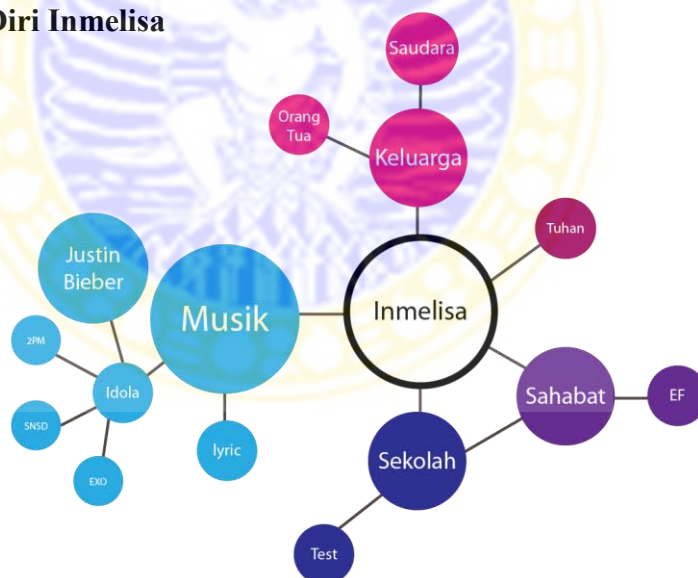 Diri Inmelisa
Saudara
Orang
Tua
Keluarga
Tuhan
Justin
Bieber
Musik
Inmelisa
2PM
Idola
Sahabat
EF
SNSD
lyric
Sekolah
EXO
Test